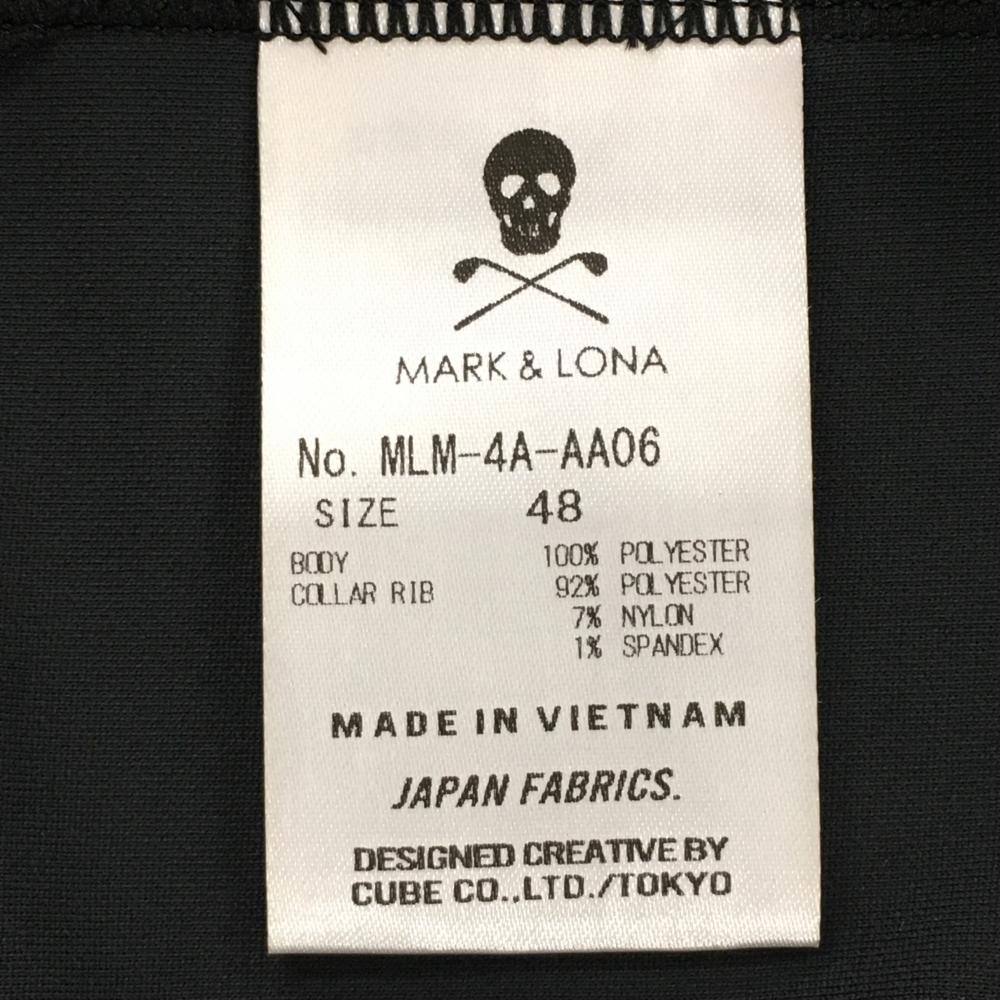 MARK & LONA
No. MLM-4A-AA06
SIZE 48
BODY 100% POLYESTER
COLLAR RIB 92% POLYESTER
7% NYLON
1% SPANDEX
MADE IN VIETNAM
JAPAN FABRICS.
DESIGNED CREATIVE BY
CUBE CO.,LTD./TOKYO